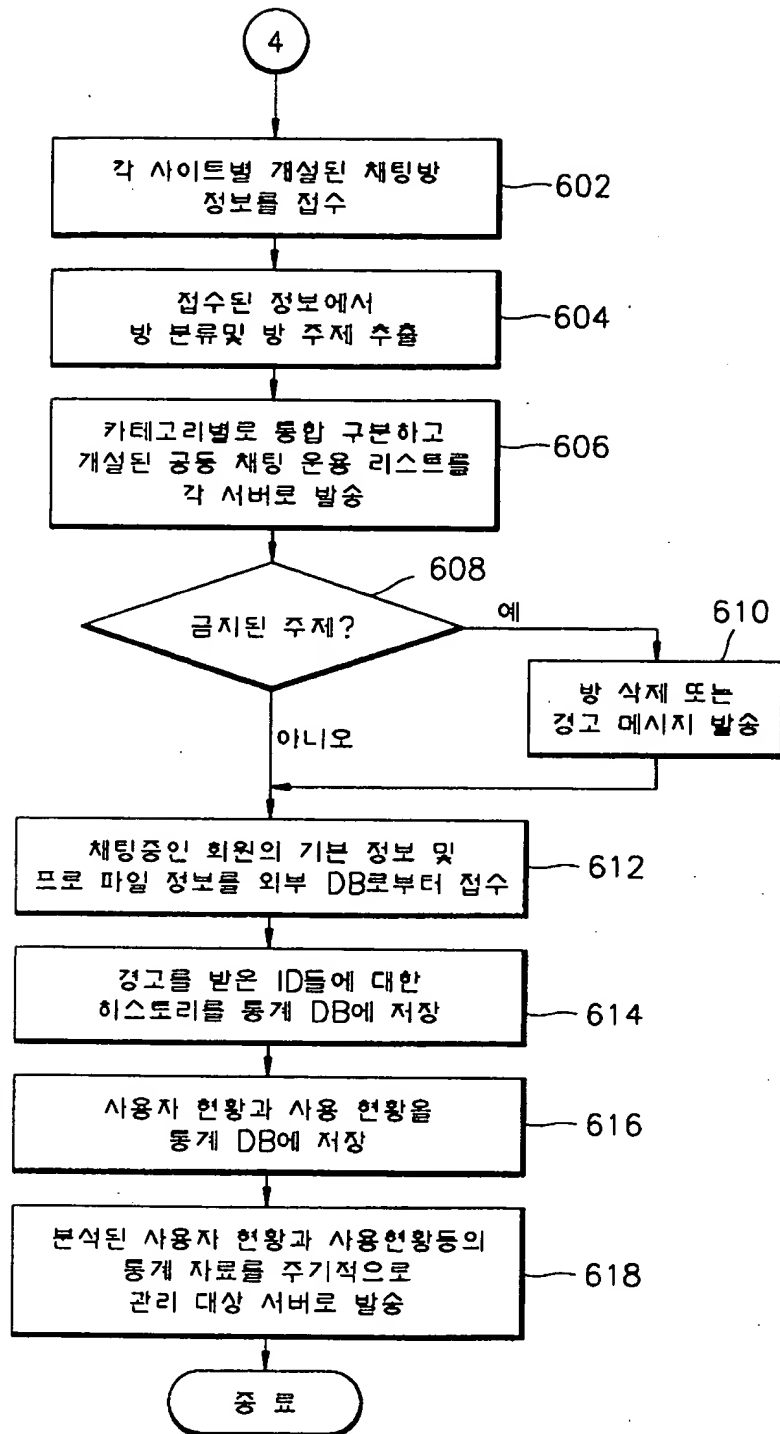 4
각 사이트별 개설된 채팅방
정보를 접수
602
접수된 정보에서
방 분류및 방 주제 추출
604
카테고리별로 통합 구분하고
개설된 공동 채팅 운용 리스트를
각 서버로 발송
606
608
금지된 주제?
예
610
방 삭제 또는
경고 메시지 발송
아니오
채팅중인 회원의 기본 정보 및
프로 파일 정보를 외부 DB로부터 접수
612
경고를 받은 ID들에 대한
히스토리를 통계 DB에 저장
614
사용자 현황과 사용 현황을
통계 DB에 저장
616
분석된 사용자 현황과 사용현황등의
통계 자료를 주기적으로
관리 대상 서버로 발송
618
종 료